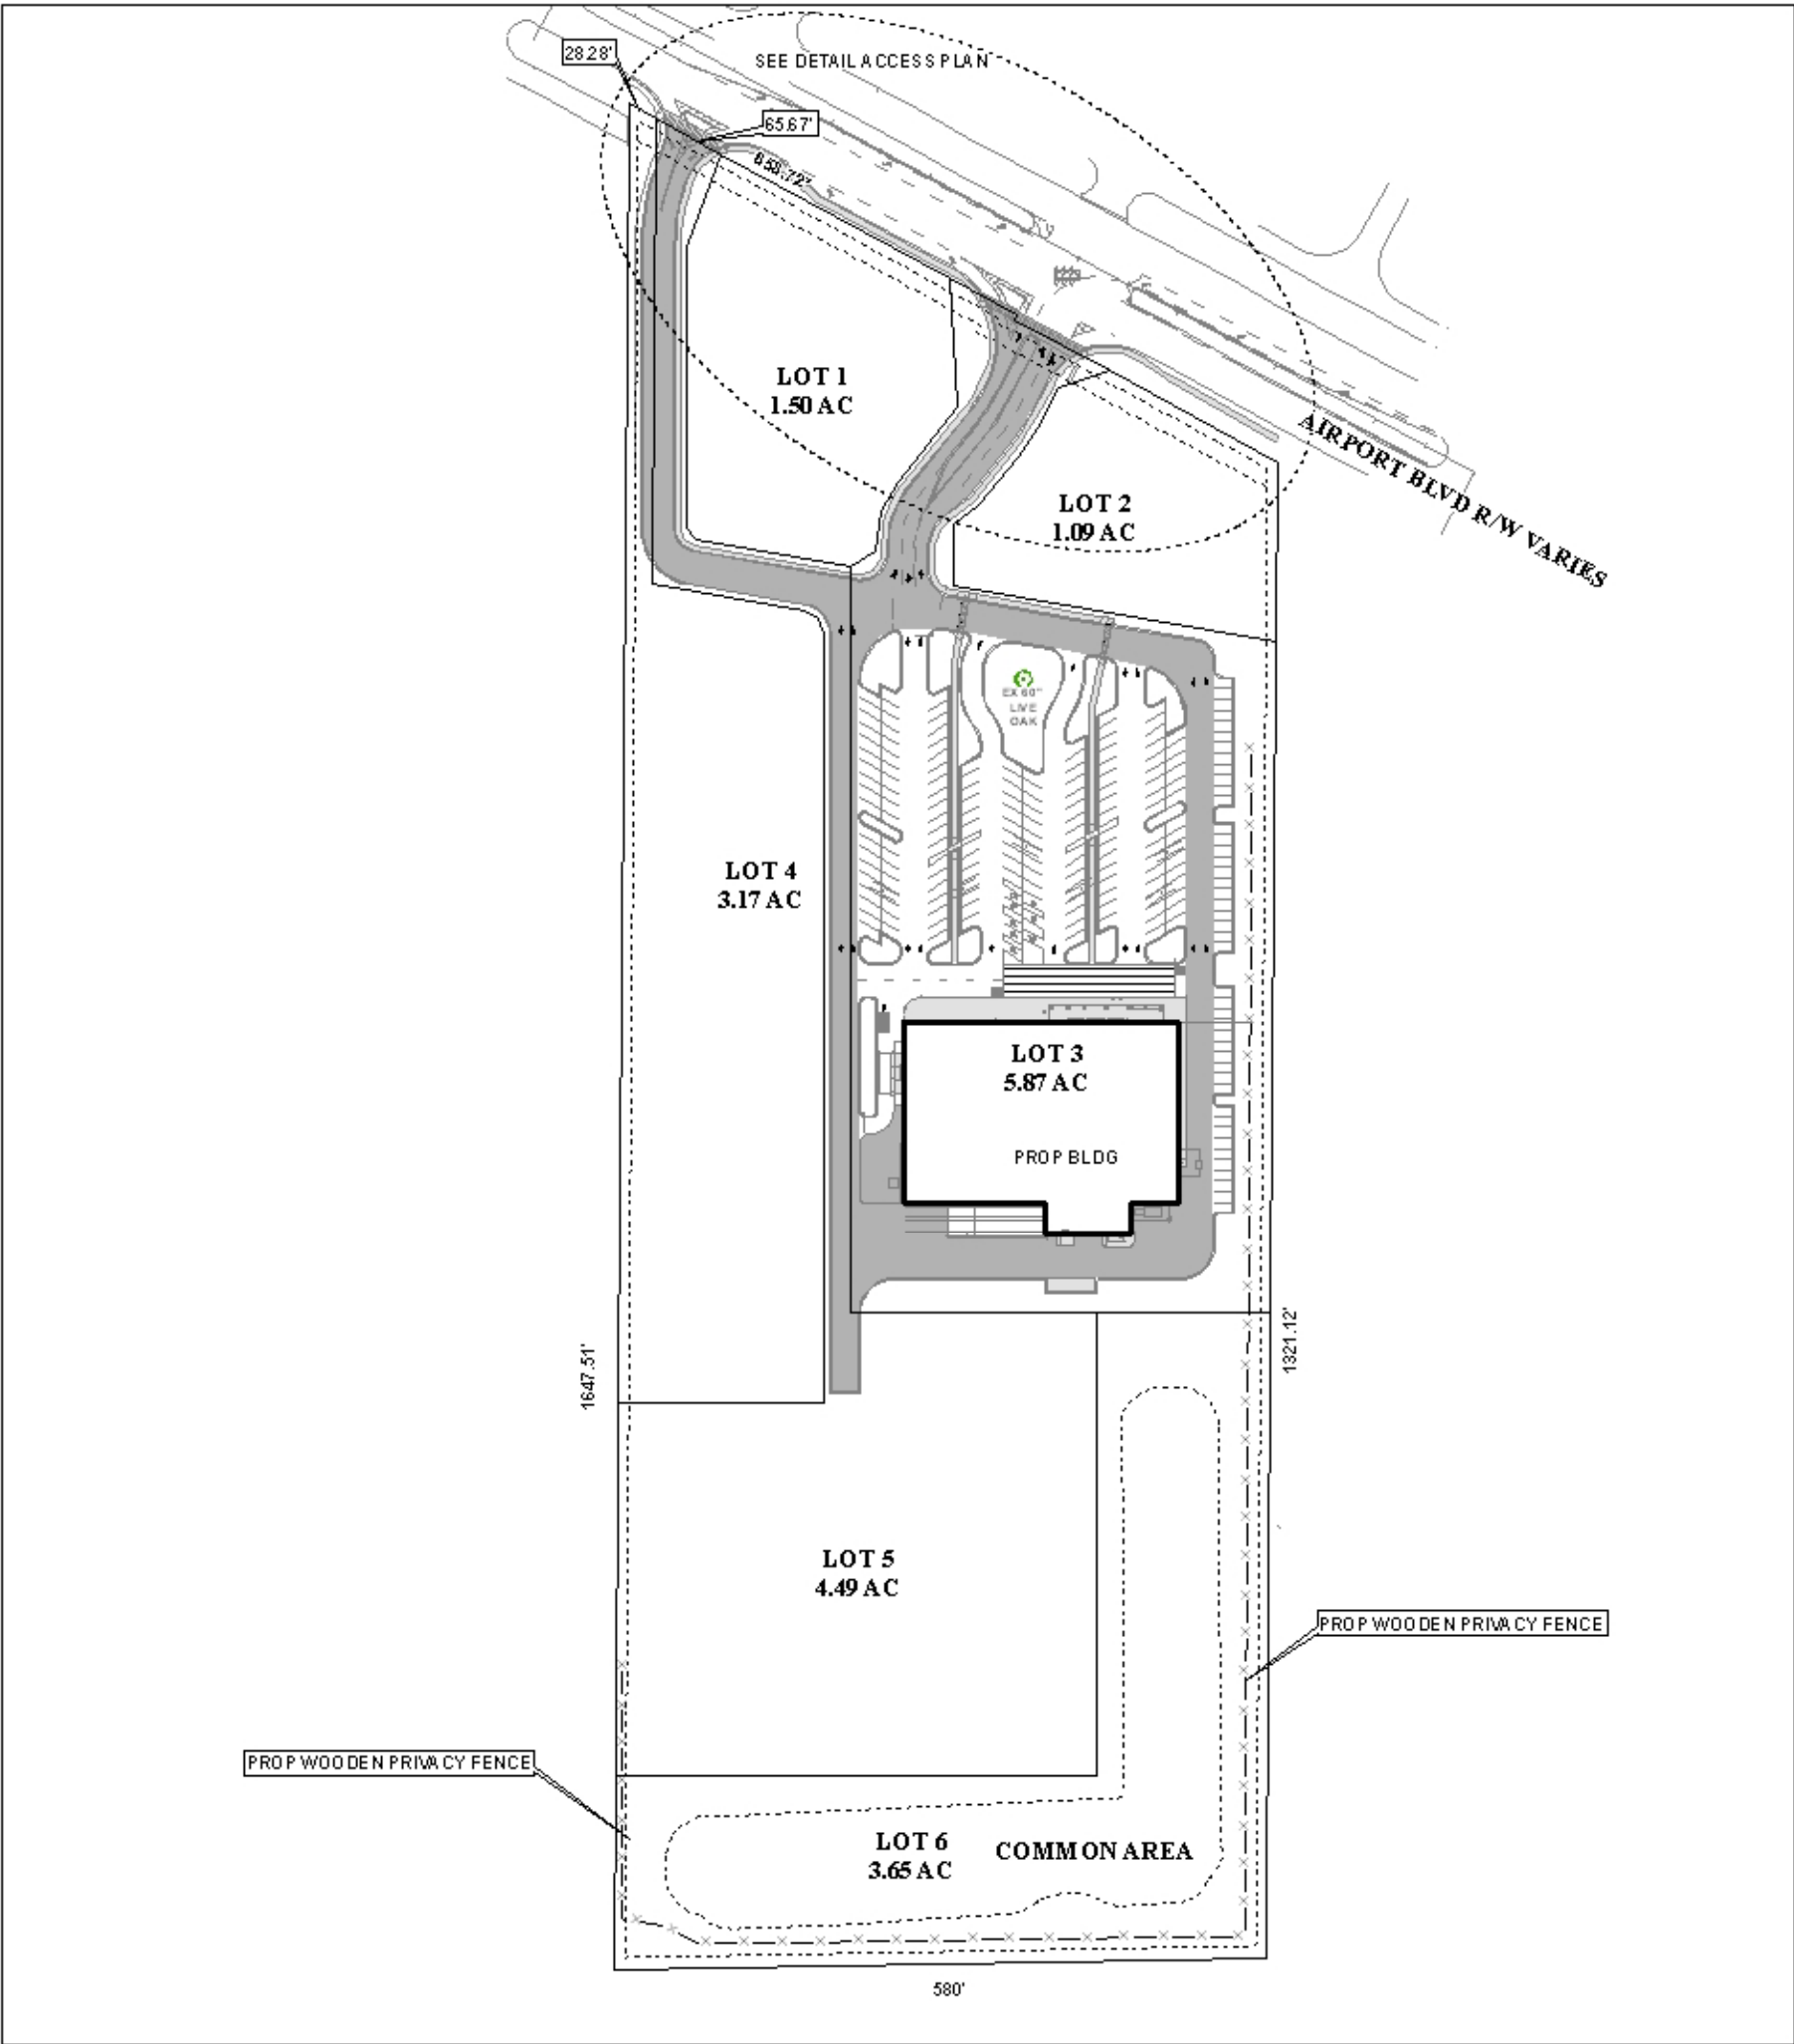 28.28'
SEE DETAIL ACCESS PLAN
65.67'
658.72'
LOT 1
1.50 AC
AIRPORT BLVD R/W VARIES
LOT 2
1.09 AC
EX 60"
LIVE
OAK
LOT 4
3.17 AC
LOT 3
5.87 AC
PROP BLDG
1647.51'
1321.12'
LOT 5
4.49 AC
PROP WOODEN PRIVACY FENCE
PROP WOODEN PRIVACY FENCE
LOT 6
3.65 AC
COMMON AREA
580'